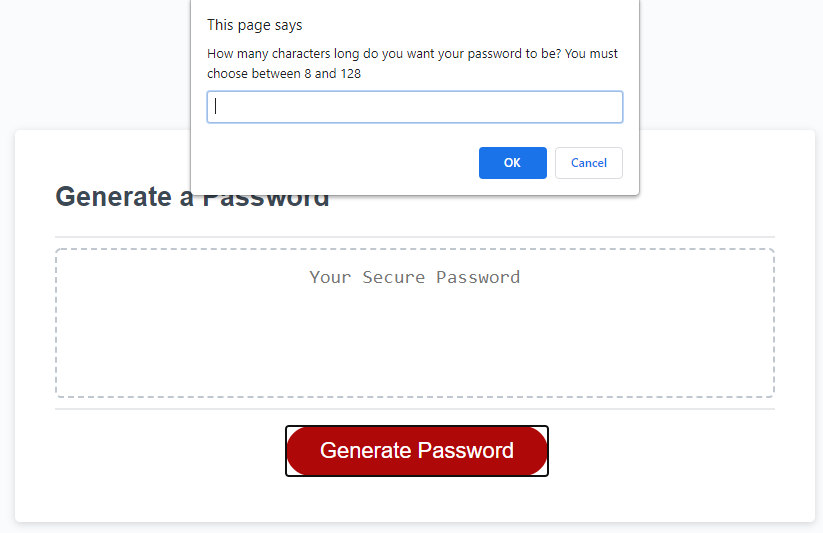 This page says
How many characters long do you want your password to be? You must
choose between 8 and 128
OK
Cancel
Generate a Password
Your Secure Password
Generate Password